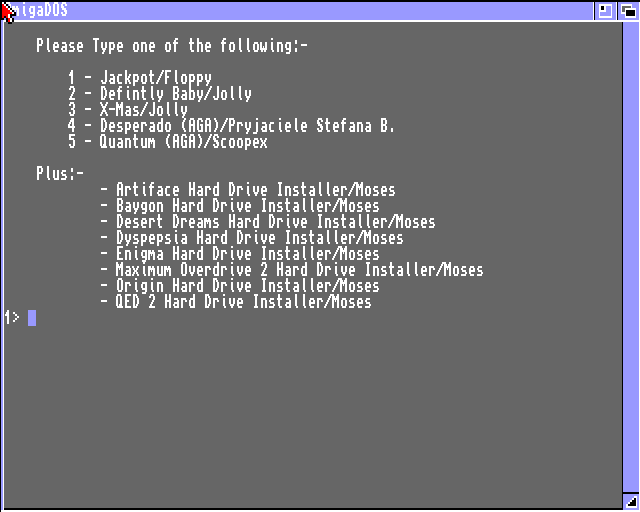 AmigaDOS
Please Type one of the following:-
1 - Jackpot/Floppy
2 - Defintly Baby/Jolly
3 - X-Mas/Jolly
4 - Desperado (AGA)/Pryjaciele Stefana B.
5 - Quantum (AGA)/Scoopex
Plus:-
- Artiface Hard Drive Installer/Moses
- Baygon Hard Drive Installer/Moses
- Desert Dreams Hard Drive Installer/Moses
- Dyspepsia Hard Drive Installer/Moses
- Enigma Hard Drive Installer/Moses
- Maximum Overdrive 2 Hard Drive Installer/Moses
- Origin Hard Drive Installer/Moses
- QED 2 Hard Drive Installer/Moses
1>